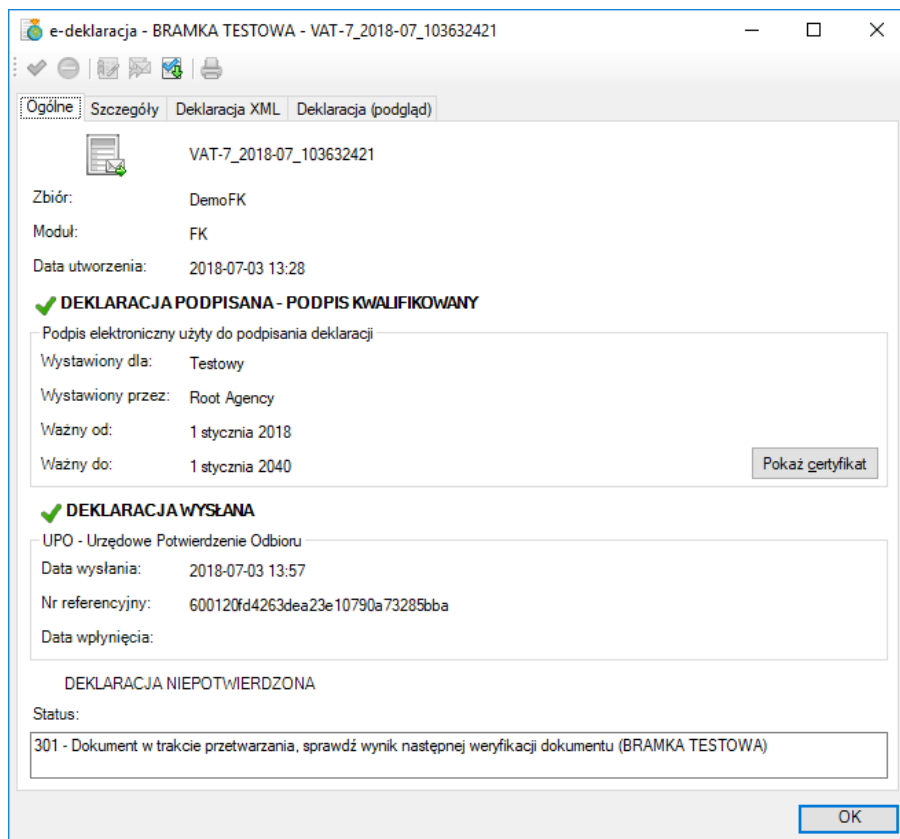 e-deklaracja - BRAMKA TESTOWA - VAT-7_2018-07_103632421
Ogólne Szczegóły Deklaracja XML Deklaracja (podgląd)
VAT-7_2018-07_103632421
Zbiór: DemoFK
Moduł: FK
Data utworzenia: 2018-07-03 13:28
DEKLARACJA PODPISANA - PODPIS KWALIFIKOWANY
Podpis elektroniczny użyty do podpisania deklaracji
Wystawiony dla: Testowy
Wystawiony przez: Root Agency
Ważny od: 1 stycznia 2018
Ważny do: 1 stycznia 2040 Pokaż certyfikat
DEKLARACJA WYSŁANA
UPO - Urzędowe Potwierdzenie Odbioru
Data wysłania: 2018-07-03 13:57
Nr referencyjny: 600120fd4263dea23e10790a73285bba
Data wpłynięcia:
DEKLARACJA NIEPOTWIERDZONA
Status:
301 - Dokument w trakcie przetwarzania, sprawdź wynik następnej weryfikacji dokumentu (BRAMKA TESTOWA)
OK